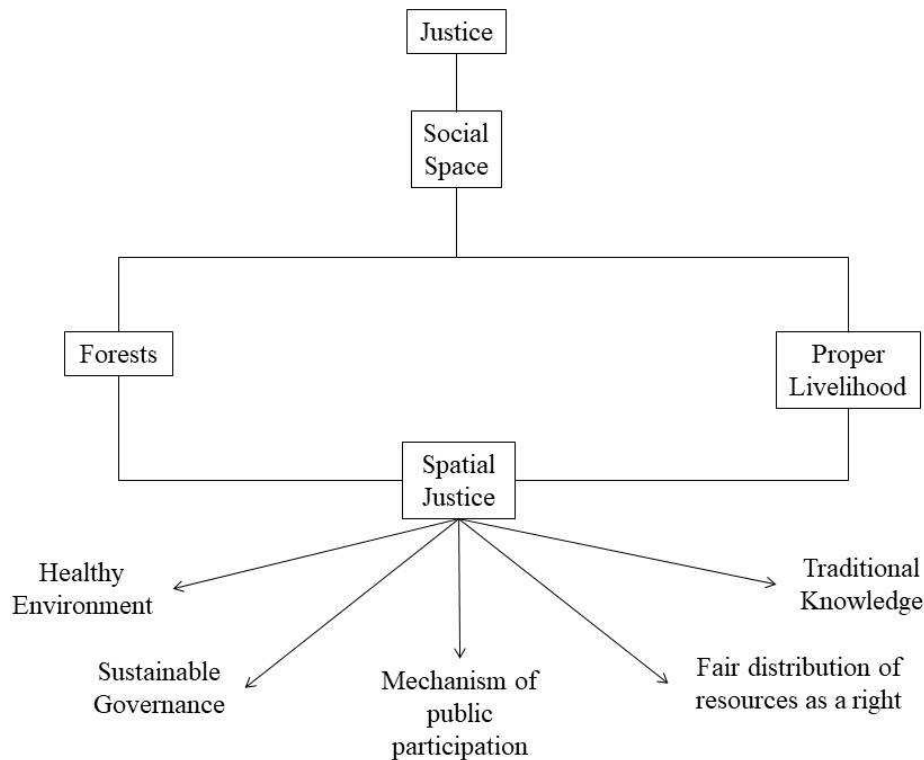 Justice
Social
Space
Forests
Proper
Livelihood
Spatial
Justice
Healthy
Environment
Traditional
Knowledge
Sustainable
Governance
Mechanism of
public
participation
Fair distribution of
resources as a right